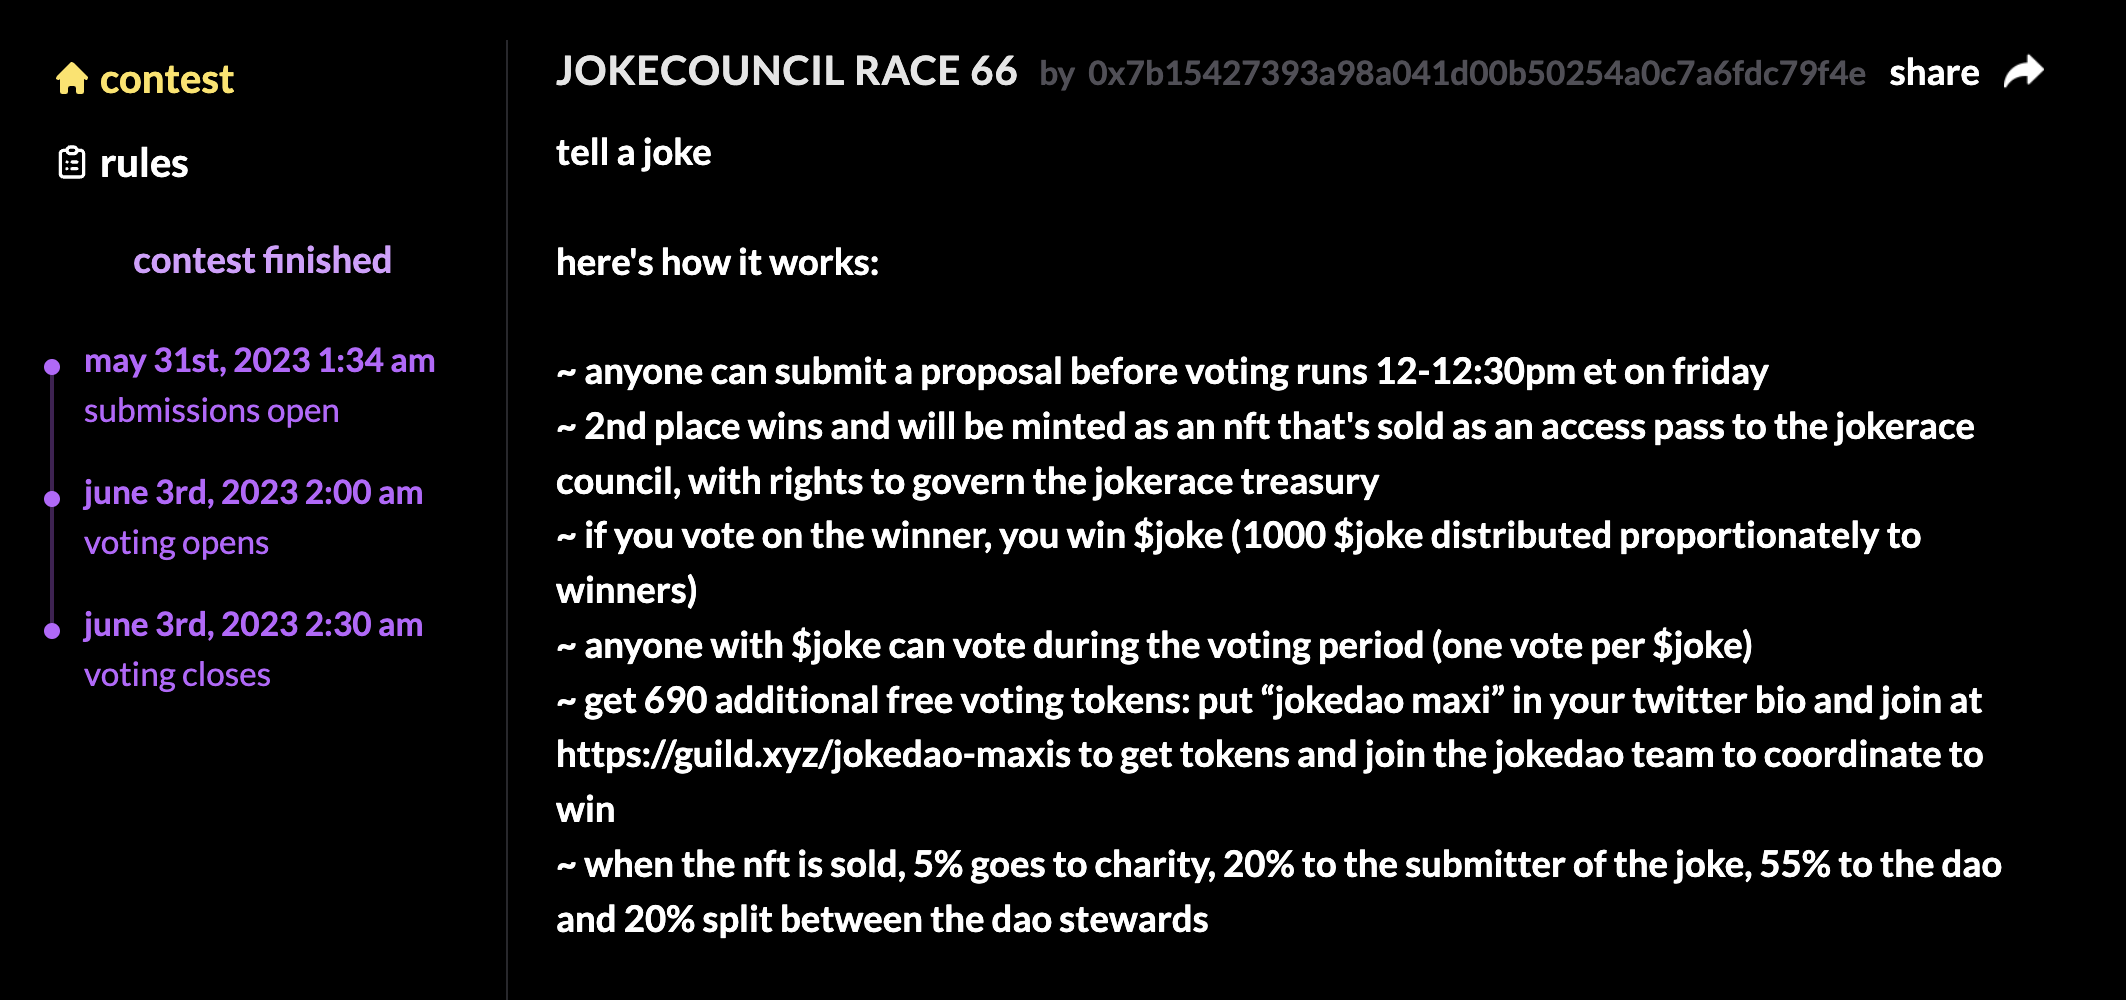 contest
rules
contest finished
may 31st, 2023 1:34 am
submissions open
june 3rd, 2023 2:00 am
voting opens
june 3rd, 2023 2:30 am
voting closes
JOKECOUNCIL RACE 66 by 0x7b15427393a98a041d00b50254a0c7a6fdc79f4e share
tell a joke
here's how it works:
~ anyone can submit a proposal before voting runs 12-12:30pm et on friday
~ 2nd place wins and will be minted as an nft that's sold as an access pass to the jokerace
council, with rights to govern the jokerace treasury
~ if you vote on the winner, you win $joke (1000 $joke distributed proportionately to
winners)
~ anyone with $joke can vote during the voting period (one vote per $joke)
~ get 690 additional free voting tokens: put “jokedao maxi” in your twitter bio and join at
https://guild.xyz/jokedao-maxis to get tokens and join the jokedao team to coordinate to
win
~ when the nft is sold, 5% goes to charity, 20% to the submitter of the joke, 55% to the dao
and 20% split between the dao stewards